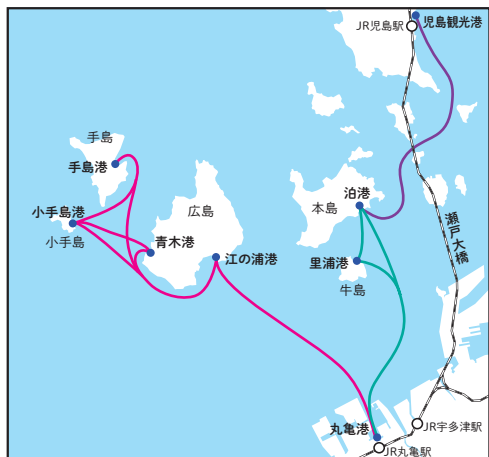 児島観光港
JR児島駅
手島
手島港
小手島港
小手島
広島
青木港
江の浦港
本島
泊港
里浦港
牛島
瀬戸大橋
丸亀港
JR宇多津駅
JR丸亀駅